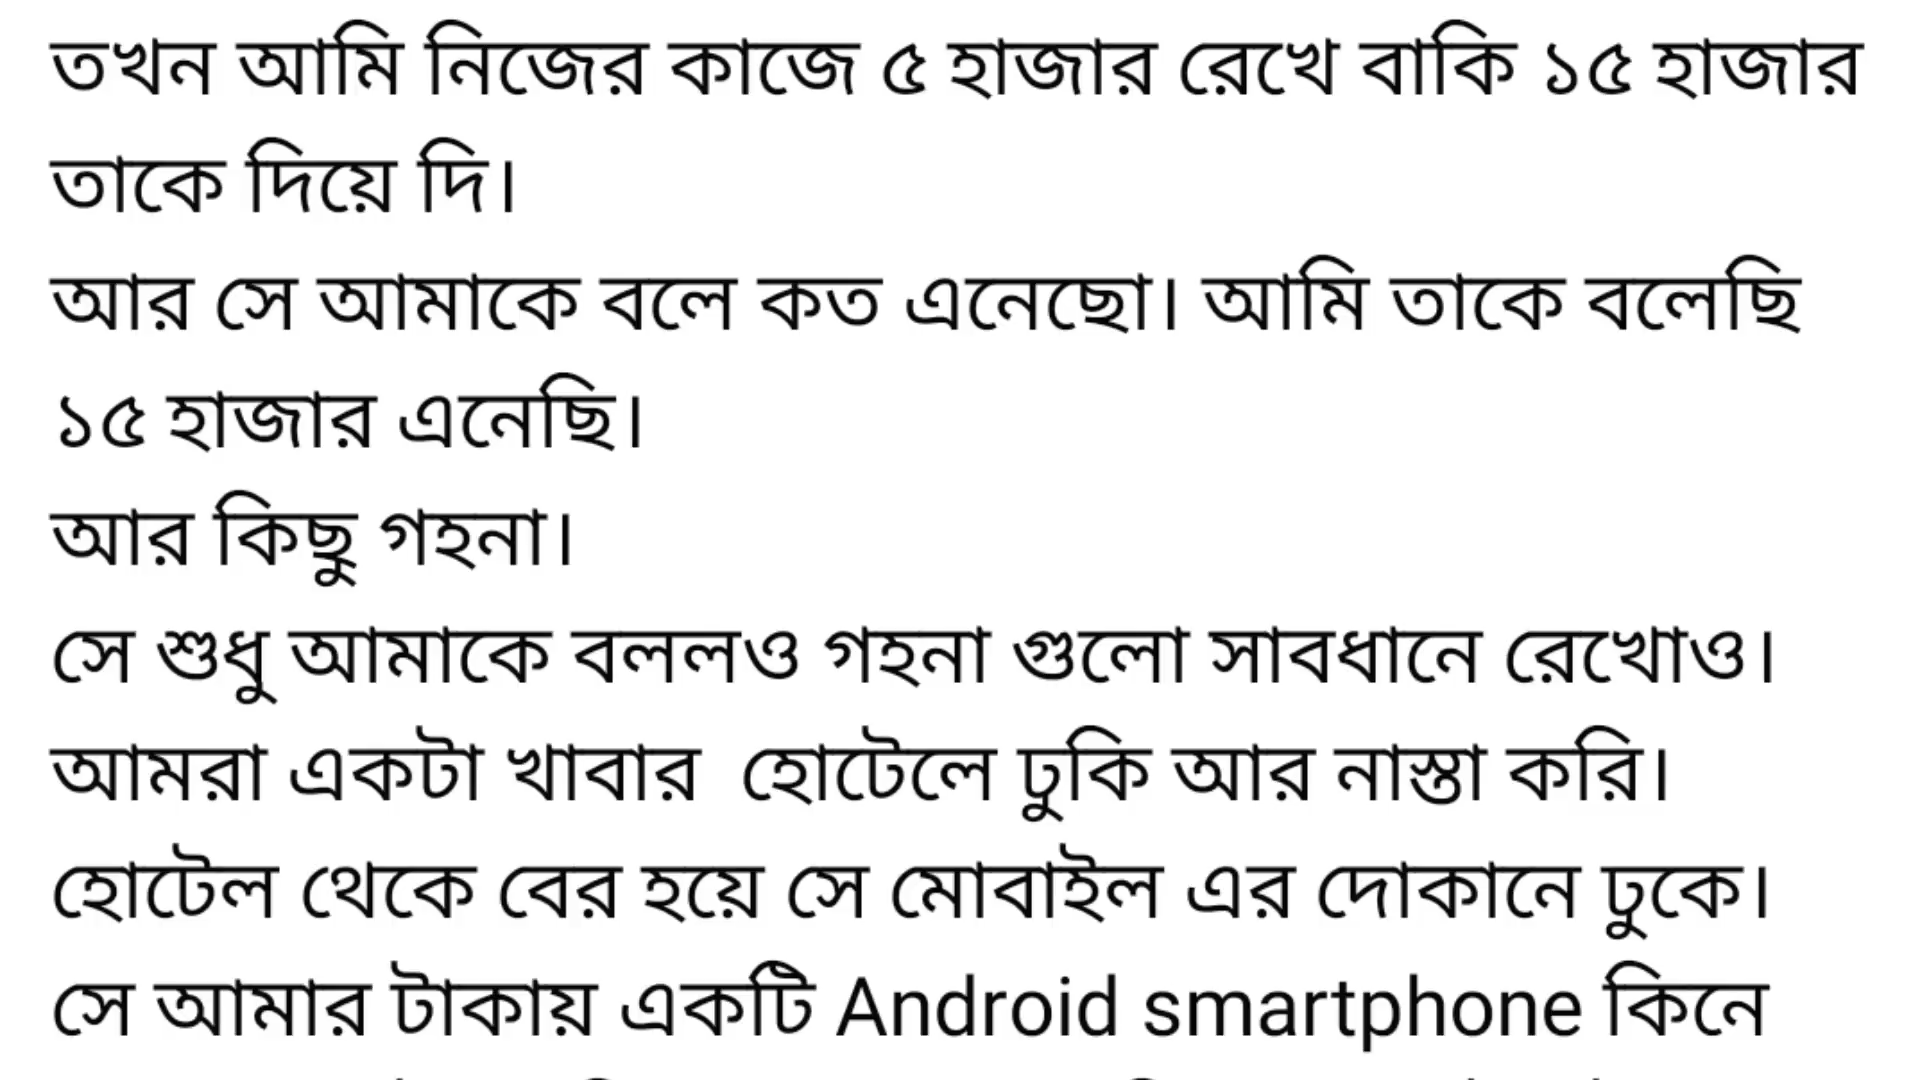 তখন আমি নিজের কাজে ৫ হাজার রেখে বাকি ১৫ হাজার
তাকে দিয়ে দি।
আর সে আমাকে বলে কত এনেছো। আমি তাকে বলেছি
১৫ হাজার এনেছি।
আর কিছু গহনা।
সে শুধু আমাকে বললও গহনা গুলো সাবধানে রেখোও।
আমরা একটা খাবার  হোটেলে ঢুকি আর নাস্তা করি।
হোটেল থেকে বের হয়ে সে মোবাইল এর দোকানে ঢুকে।
সে আমার টাকায় একটি Android smartphone কিনে